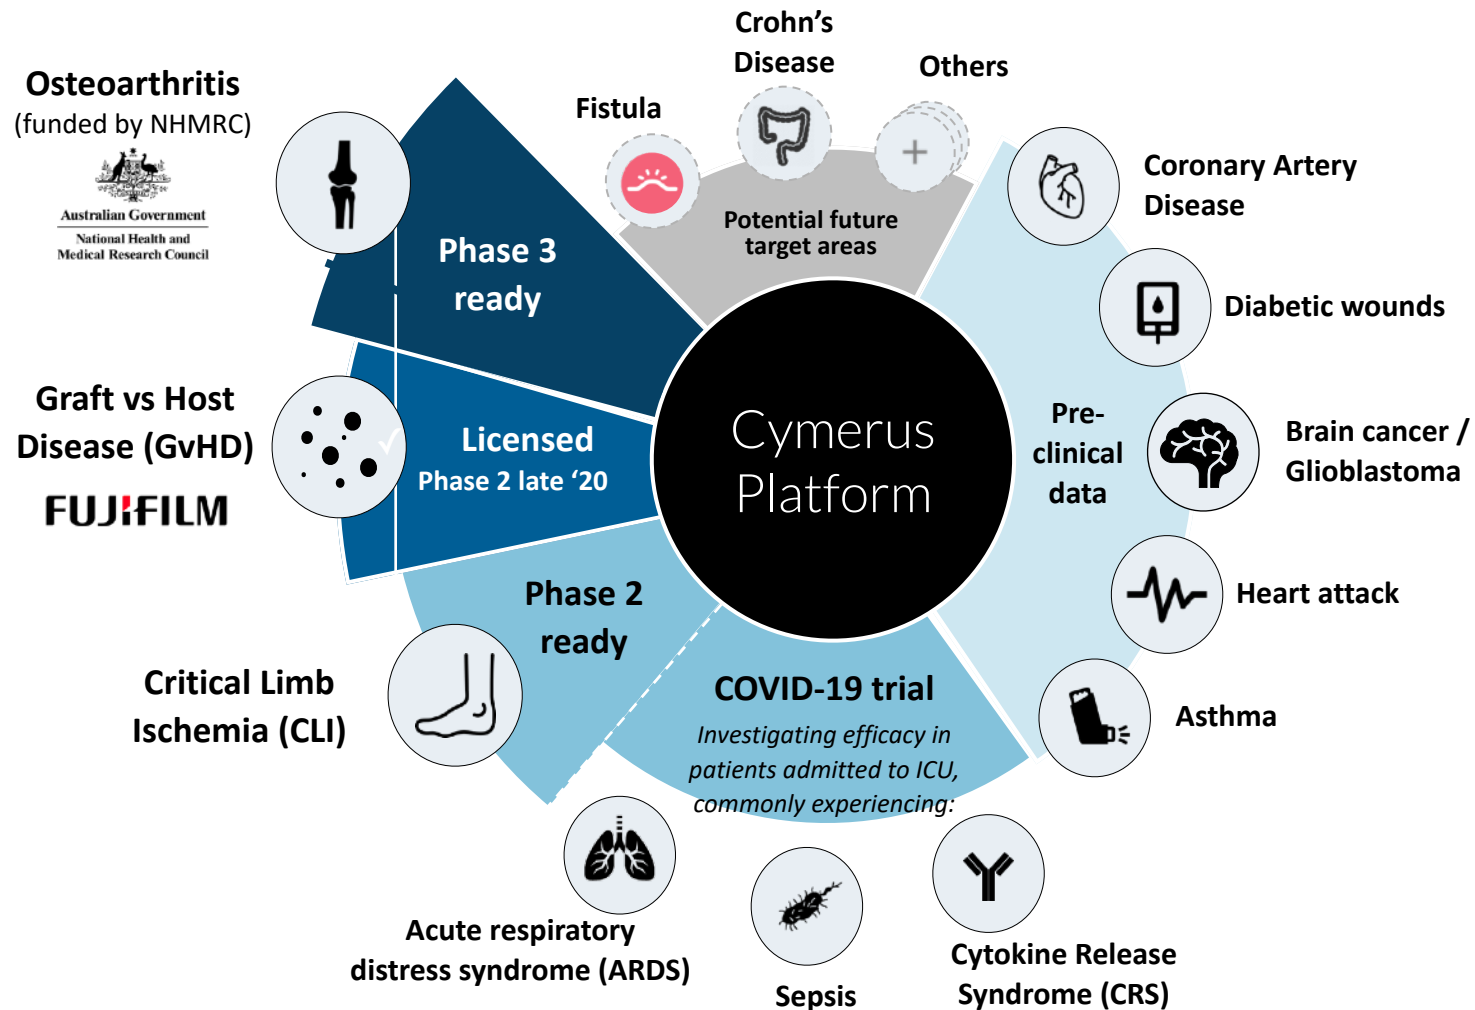 Crohn's
Disease
Others
Fistula
Osteoarthritis
(funded by NHMRC)
Australian Government
National Health and
Medical Research Council
Potential future
target areas
Coronary Artery
Disease
Diabetic wounds
Brain cancer /
Glioblastoma
Heart attack
Asthma
Pre-
clinical
data
Phase 3
ready
Graft vs Host
Disease (GvHD)
FUJIFILM
Licensed
Phase 2 late ‘20
Cymerus
Platform
Phase 2
ready
Critical Limb
Ischemia (CLI)
COVID-19 trial
Investigating efficacy in
patients admitted to ICU,
commonly experiencing:
Acute respiratory
distress syndrome (ARDS)
Sepsis
Cytokine Release
Syndrome (CRS)